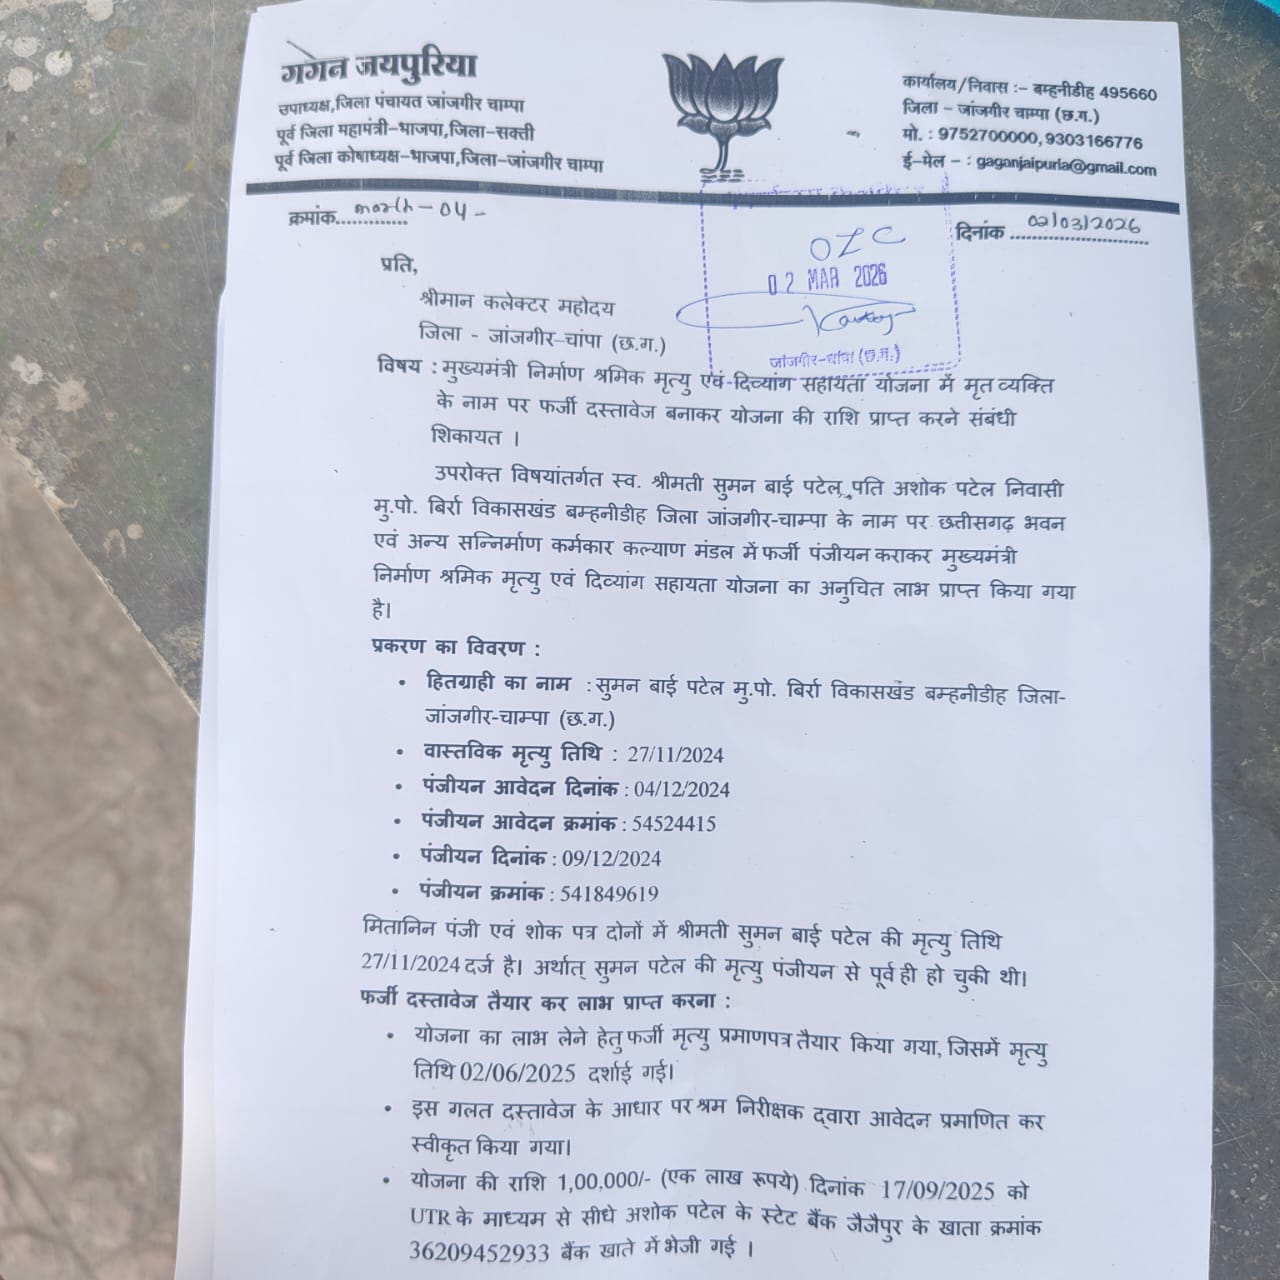 गगन जयपुरिया
उपाध्यक्ष,जिला पंचायत जांजगीर चाम्पा
पूर्व जिला महामंत्री-भाजपा,जिला-सक्ती
पूर्व जिला कोषाध्यक्ष-भाजपा,जिला-जांजगीर चाम्पा
कार्यालय/निवास :- बम्हनीडीह 495660
जिला - जांजगीर चाम्पा (छ.ग.)
मो. : 9752700000, 9303166776
ई-मेल - : gaganjaipuria@gmail.com
क्रमांक march-04-
दिनांक 02/03/2026
OIC
02 MAR 2026
जांजगीर-चांपा (छ.ग.)
प्रति,
श्रीमान कलेक्टर महोदय
जिला - जांजगीर-चांपा (छ.ग.)
विषय : मुख्यमंत्री निर्माण श्रमिक मृत्यु एवं-दिव्यांग सहायता योजना में मृत व्यक्ति
के नाम पर फर्जी दस्तावेज बनाकर योजना की राशि प्राप्त करने संबंधी
शिकायत ।
उपरोक्त विषयांतर्गत स्व. श्रीमती सुमन बाई पटेल, पति अशोक पटेल निवासी
मु.पो. बिर्रा विकासखंड बम्हनीडीह जिला जांजगीर-चाम्पा के नाम पर छत्तीसगढ़ भवन
एवं अन्य सन्निर्माण कर्मकार कल्याण मंडल में फर्जी पंजीयन कराकर मुख्यमंत्री
निर्माण श्रमिक मृत्यु एवं दिव्यांग सहायता योजना का अनुचित लाभ प्राप्त किया गया
है।
प्रकरण का विवरण :
• हितग्राही का नाम : सुमन बाई पटेल मु.पो. बिर्रा विकासखंड बम्हनीडीह जिला-
जांजगीर-चाम्पा (छ.ग.)
• वास्तविक मृत्यु तिथि : 27/11/2024
• पंजीयन आवेदन दिनांक : 04/12/2024
• पंजीयन आवेदन क्रमांक : 54524415
• पंजीयन दिनांक : 09/12/2024
• पंजीयन क्रमांक : 541849619
मितानिन पंजी एवं शोक पत्र दोनों में श्रीमती सुमन बाई पटेल की मृत्यु तिथि
27/11/2024 दर्ज है। अर्थात् सुमन पटेल की मृत्यु पंजीयन से पूर्व ही हो चुकी थी।
फर्जी दस्तावेज तैयार कर लाभ प्राप्त करना :
• योजना का लाभ लेने हेतु फर्जी मृत्यु प्रमाणपत्र तैयार किया गया, जिसमें मृत्यु
तिथि 02/06/2025 दर्शाई गई।
• इस गलत दस्तावेज के आधार पर श्रम निरीक्षक द्वारा आवेदन प्रमाणित कर
स्वीकृत किया गया।
• योजना की राशि 1,00,000/- (एक लाख रूपये) दिनांक 17/09/2025 को
UTR के माध्यम से सीधे अशोक पटेल के स्टेट बैंक जैजैपुर के खाता क्रमांक
36209452933 बैंक खाते में भेजी गई ।